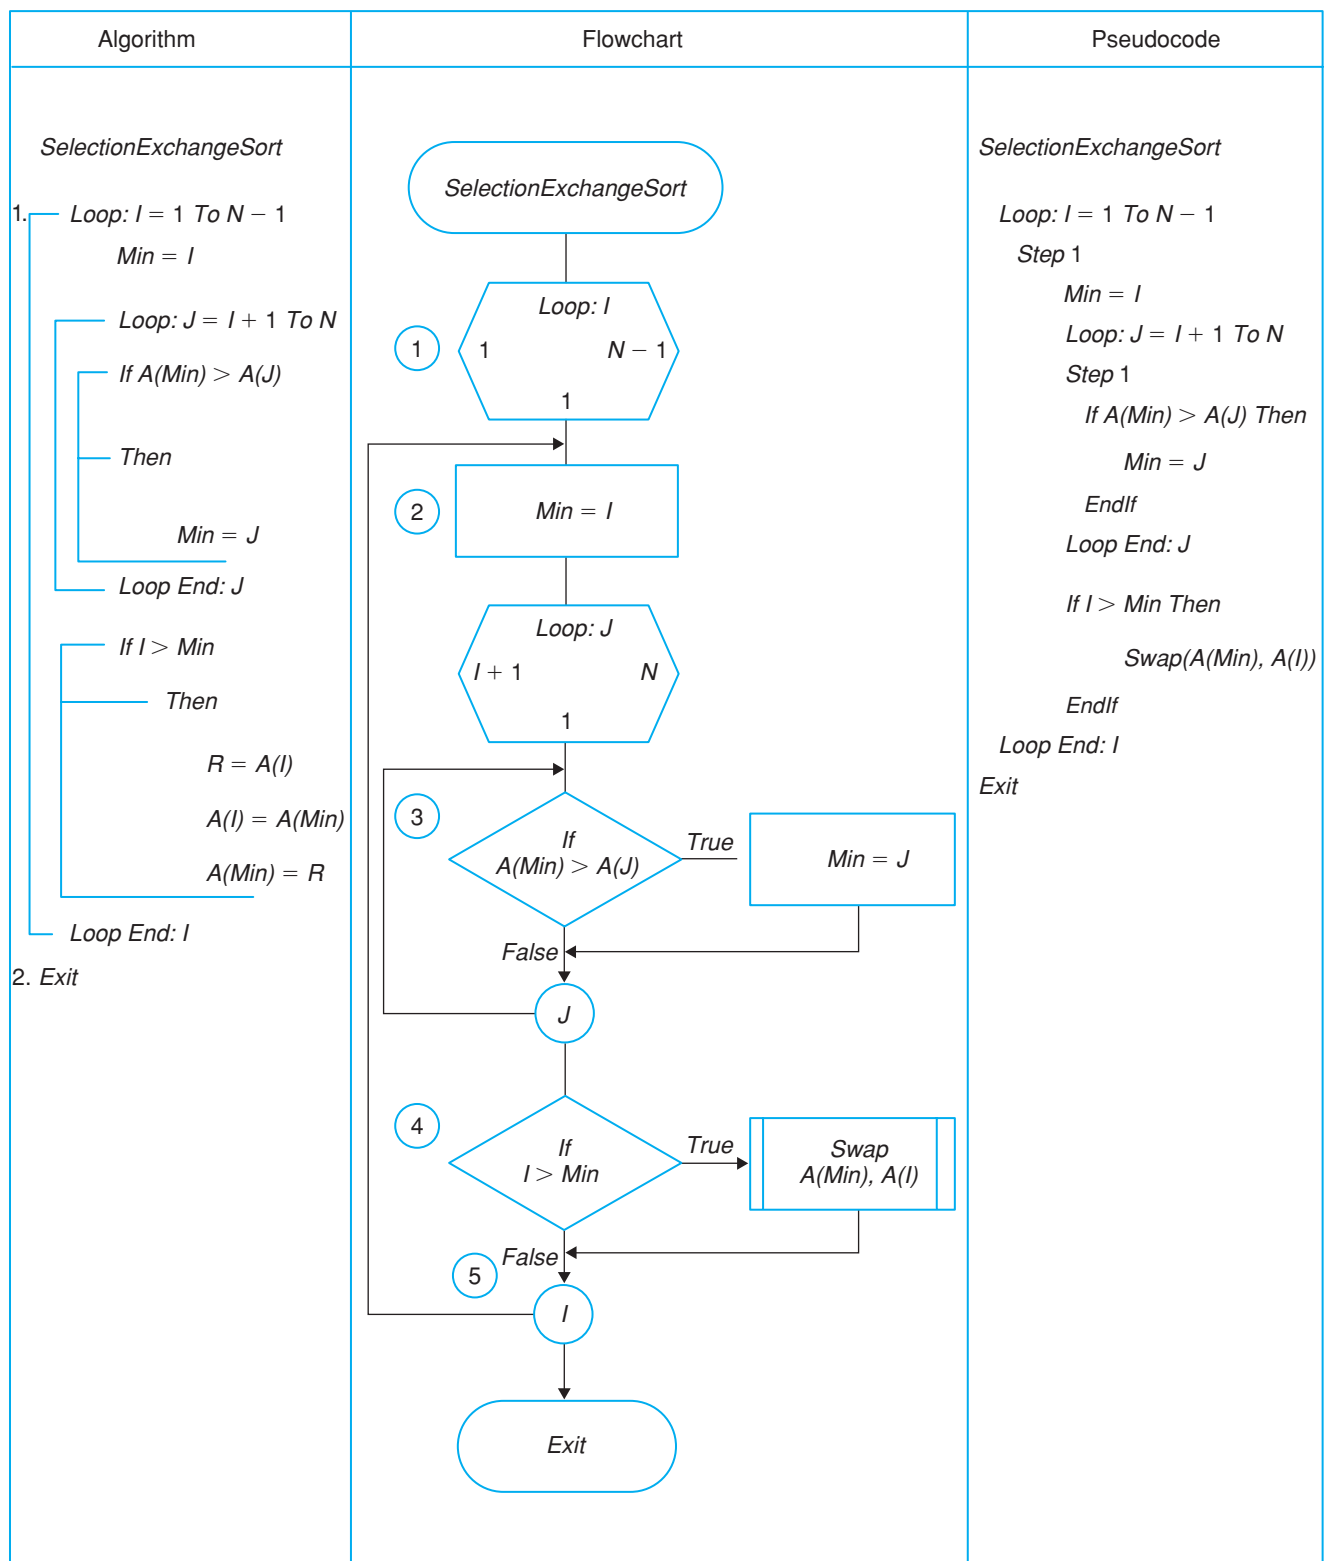 Algorithm
Flowchart
Pseudocode
SelectionExchangeSort
1. Loop: I = 1 To N − 1
Min = I
Loop: J = I + 1 To N
If A(Min) > A(J)
Then
Min = J
Loop End: J
If I > Min
Then
R = A(I)
A(I) = A(Min)
A(Min) = R
Loop End: I
2. Exit
SelectionExchangeSort
1
Loop: I
1 N − 1
1
2
Min = I
Loop: J
I + 1 N
1
3
If
A(Min) > A(J)
True
Min = J
False
J
4
If
I > Min
True
Swap
A(Min), A(I)
False
5
I
Exit
SelectionExchangeSort
Loop: I = 1 To N − 1
Step 1
Min = I
Loop: J = I + 1 To N
Step 1
If A(Min) > A(J) Then
Min = J
EndIf
Loop End: J
If I > Min Then
Swap(A(Min), A(I))
EndIf
Loop End: I
Exit